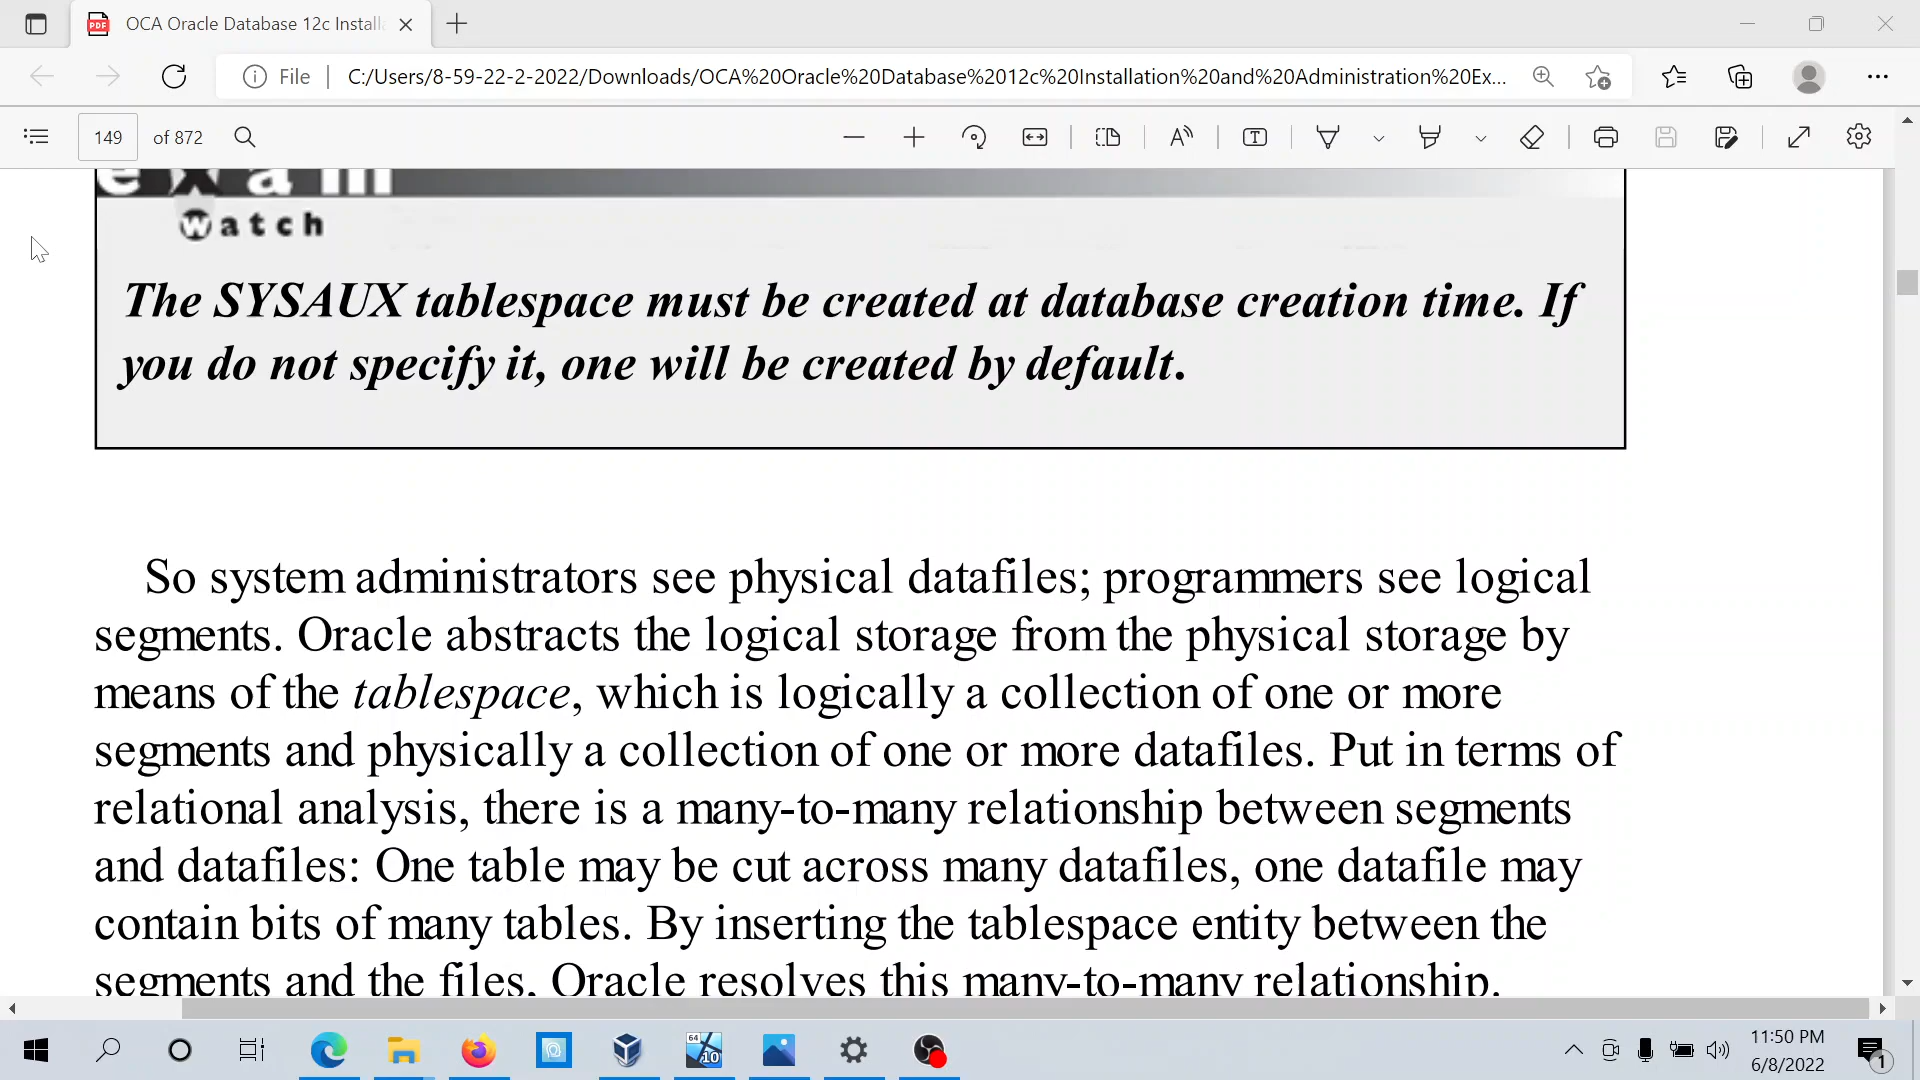 OCA Oracle Database 12c Install
File
C:/Users/8-59-22-2-2022/Downloads/OCA%20Oracle%20Database%2012c%20Installation%20and%20Administration%20Ex...
149 of 872
exam
watch
The SYSAUX tablespace must be created at database creation time. If
you do not specify it, one will be created by default.
So system administrators see physical datafiles; programmers see logical
segments. Oracle abstracts the logical storage from the physical storage by
means of the tablespace, which is logically a collection of one or more
segments and physically a collection of one or more datafiles. Put in terms of
relational analysis, there is a many-to-many relationship between segments
and datafiles: One table may be cut across many datafiles, one datafile may
contain bits of many tables. By inserting the tablespace entity between the
segments and the files, Oracle resolves this many-to-many relationship.
64
10
11:50 PM
6/8/2022
1